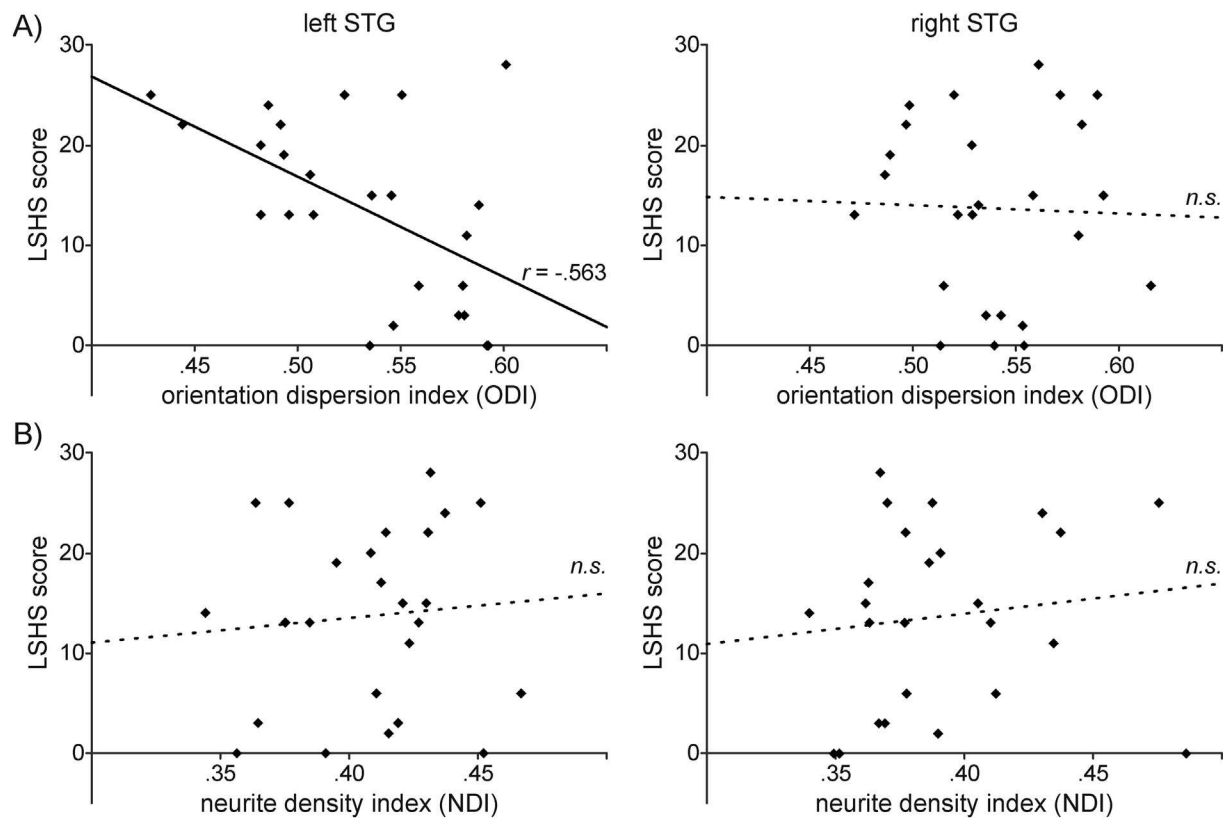 A)
left STG
right STG
30
20
10
0
LSHS score
r = -.563
.45 .50 .55 .60
orientation dispersion index (ODI)
30
20
10
0
LSHS score
n.s.
.45 .50 .55 .60
orientation dispersion index (ODI)
B)
30
20
10
0
LSHS score
n.s.
.35 .40 .45
neurite density index (NDI)
30
20
10
0
LSHS score
n.s.
.35 .40 .45
neurite density index (NDI)